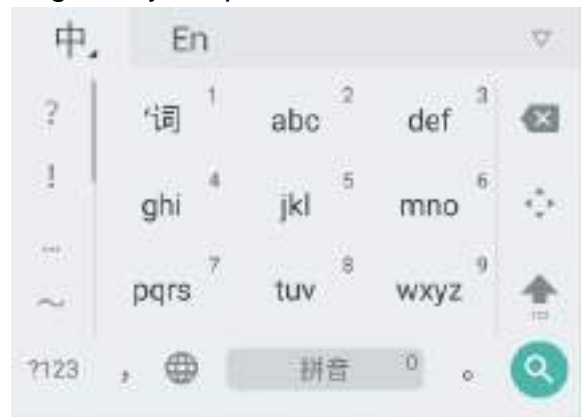 中 En
? '词 1 abc 2 def 3
! ghi 4 jkl 5 mno 6
...
~ pqrs 7 tuv 8 wxyz 9
?123 , 拼音 0 。